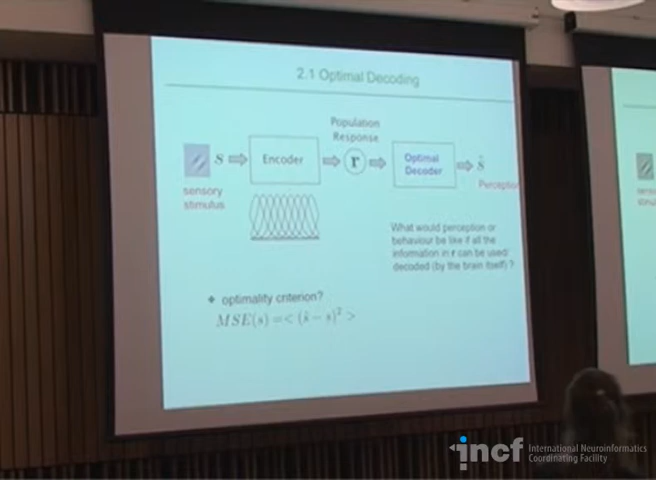 2.1 Optimal Decoding
Population
Response
s
Encoder
r
Optimal
Decoder
ŝ
sensory
stimulus
Perception
What would perception or
behaviour be like if all the
information in r can be used/
decoded (by the brain itself) ?
optimality criterion?
MSE(s) =< (ŝ − s)² >
incf
International Neuroinformatics
Coordinating Facility